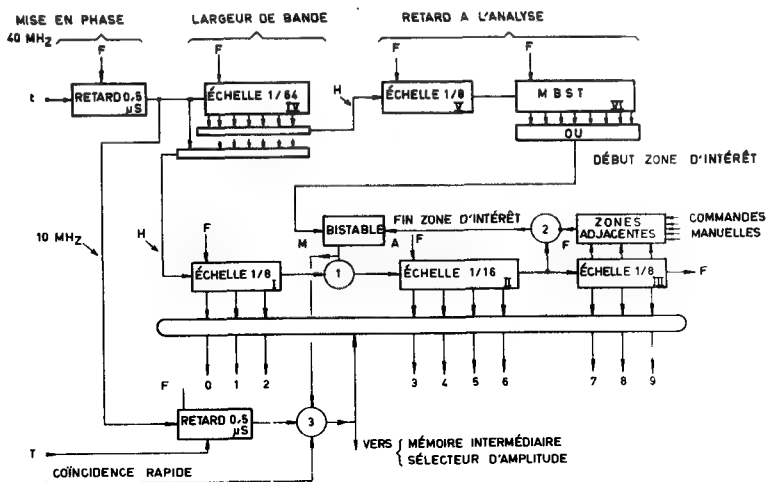 MISE EN PHASE
LARGEUR DE BANDE
RETARD A L'ANALYSE
40 MHz
F
F
F
F
t
RETARD 0,5 µS
ÉCHELLE 1/64 IV
H
ÉCHELLE 1/8 V
MBST VI
OU
DÉBUT ZONE D'INTÉRÊT
10 MHz
H
F
M
BISTABLE
A
FIN ZONE D'INTÉRÊT
F
2
F
ZONES ADJACENTES
COMMANDES MANUELLES
ÉCHELLE 1/8 I
1
ÉCHELLE 1/16 II
ÉCHELLE 1/8 III
F
0 1 2 3 4 5 6 7 8 9
F
RETARD 0,5 µS
3
T
COÏNCIDENCE RAPIDE
VERS
MÉMOIRE INTERMÉDIAIRE
SÉLECTEUR D'AMPLITUDE